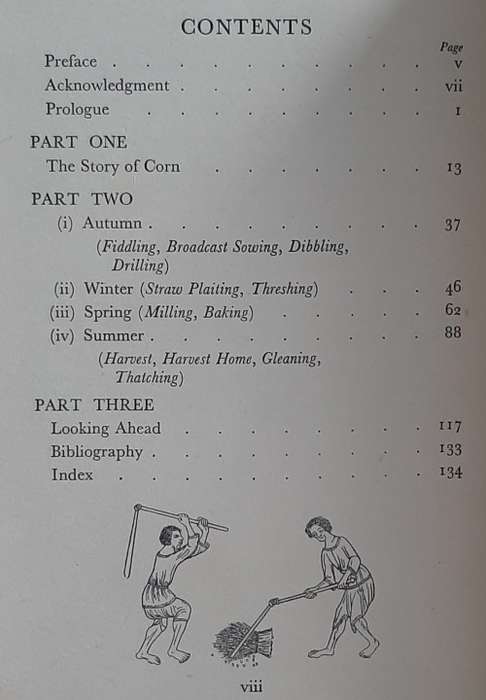 CONTENTS
Page
Preface . . . . . . . . . . v
Acknowledgment . . . . . . . vii
Prologue . . . . . . . . 1
PART ONE
The Story of Corn . . . . . . 13
PART TWO
(i) Autumn . . . . . . . . . 37
(Fiddling, Broadcast Sowing, Dibbling,
Drilling)
(ii) Winter (Straw Plaiting, Threshing) . . . 46
(iii) Spring (Milling, Baking) . . . . . 62
(iv) Summer . . . . . . . . . 88
(Harvest, Harvest Home, Gleaning,
Thatching)
PART THREE
Looking Ahead . . . . . . . 117
Bibliography . . . . . . . . 133
Index . . . . . . . . . 134
viii